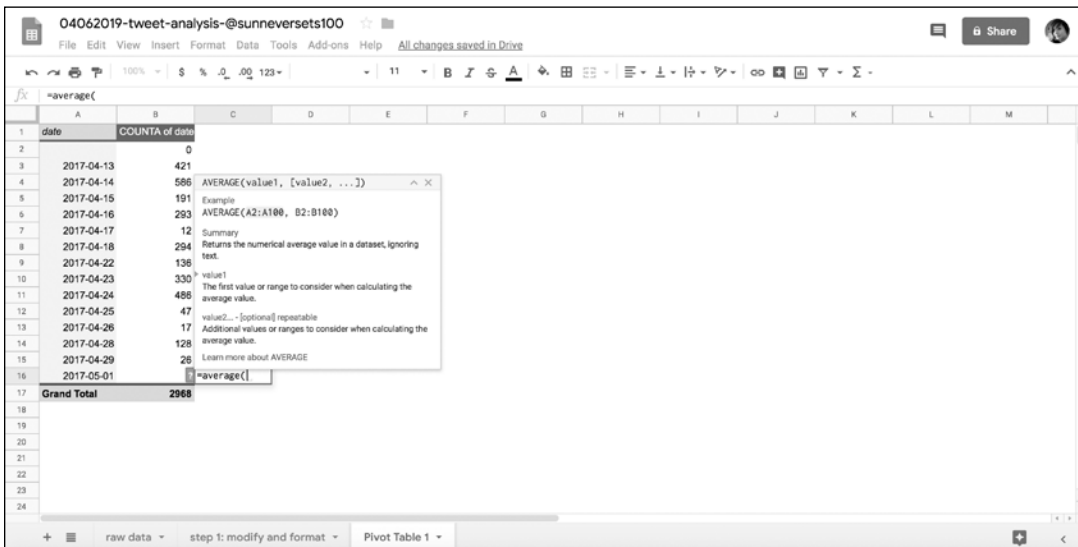 04062019-tweet-analysis-@sunneversets100
File Edit View Insert Format Data Tools Add-ons Help All changes saved in Drive
Share
100% $ % .0 .00 123 11 B I S A
fx =average(
A B C D E F G H I J K L M
1 date COUNTA of date
2 0
3 2017-04-13 421
4 2017-04-14 586
5 2017-04-15 191
6 2017-04-16 293
7 2017-04-17 12
8 2017-04-18 294
9 2017-04-22 136
10 2017-04-23 330
11 2017-04-24 486
12 2017-04-25 47
13 2017-04-26 17
14 2017-04-28 128
15 2017-04-29 26
16 2017-05-01 ? =average(
17 Grand Total 2968
18
19
20
21
22
23
24
AVERAGE(value1, [value2, ...])
Example
AVERAGE(A2:A100, B2:B100)
Summary
Returns the numerical average value in a dataset, ignoring
text.
value1
The first value or range to consider when calculating the
average value.
value2... - [optional] repeatable
Additional values or ranges to consider when calculating the
average value.
Learn more about AVERAGE
raw data step 1: modify and format Pivot Table 1